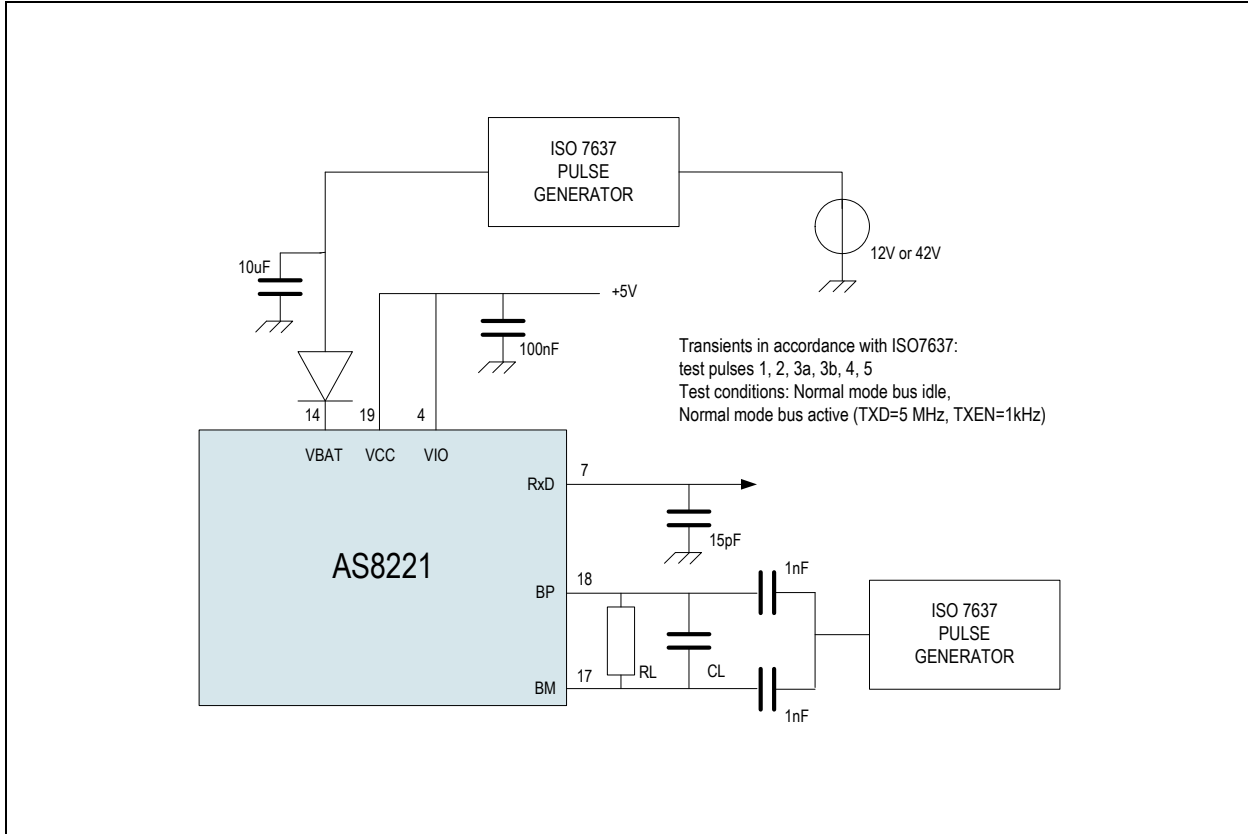 ISO 7637
PULSE
GENERATOR
12V or 42V
10uF
+5V
100nF
Transients in accordance with ISO7637:
test pulses 1, 2, 3a, 3b, 4, 5
Test conditions: Normal mode bus idle,
Normal mode bus active (TXD=5 MHz, TXEN=1kHz)
14 19 4
VBAT VCC VIO
7
RxD
15pF
AS8221
18
BP
1nF
ISO 7637
PULSE
GENERATOR
RL CL
17
BM
1nF